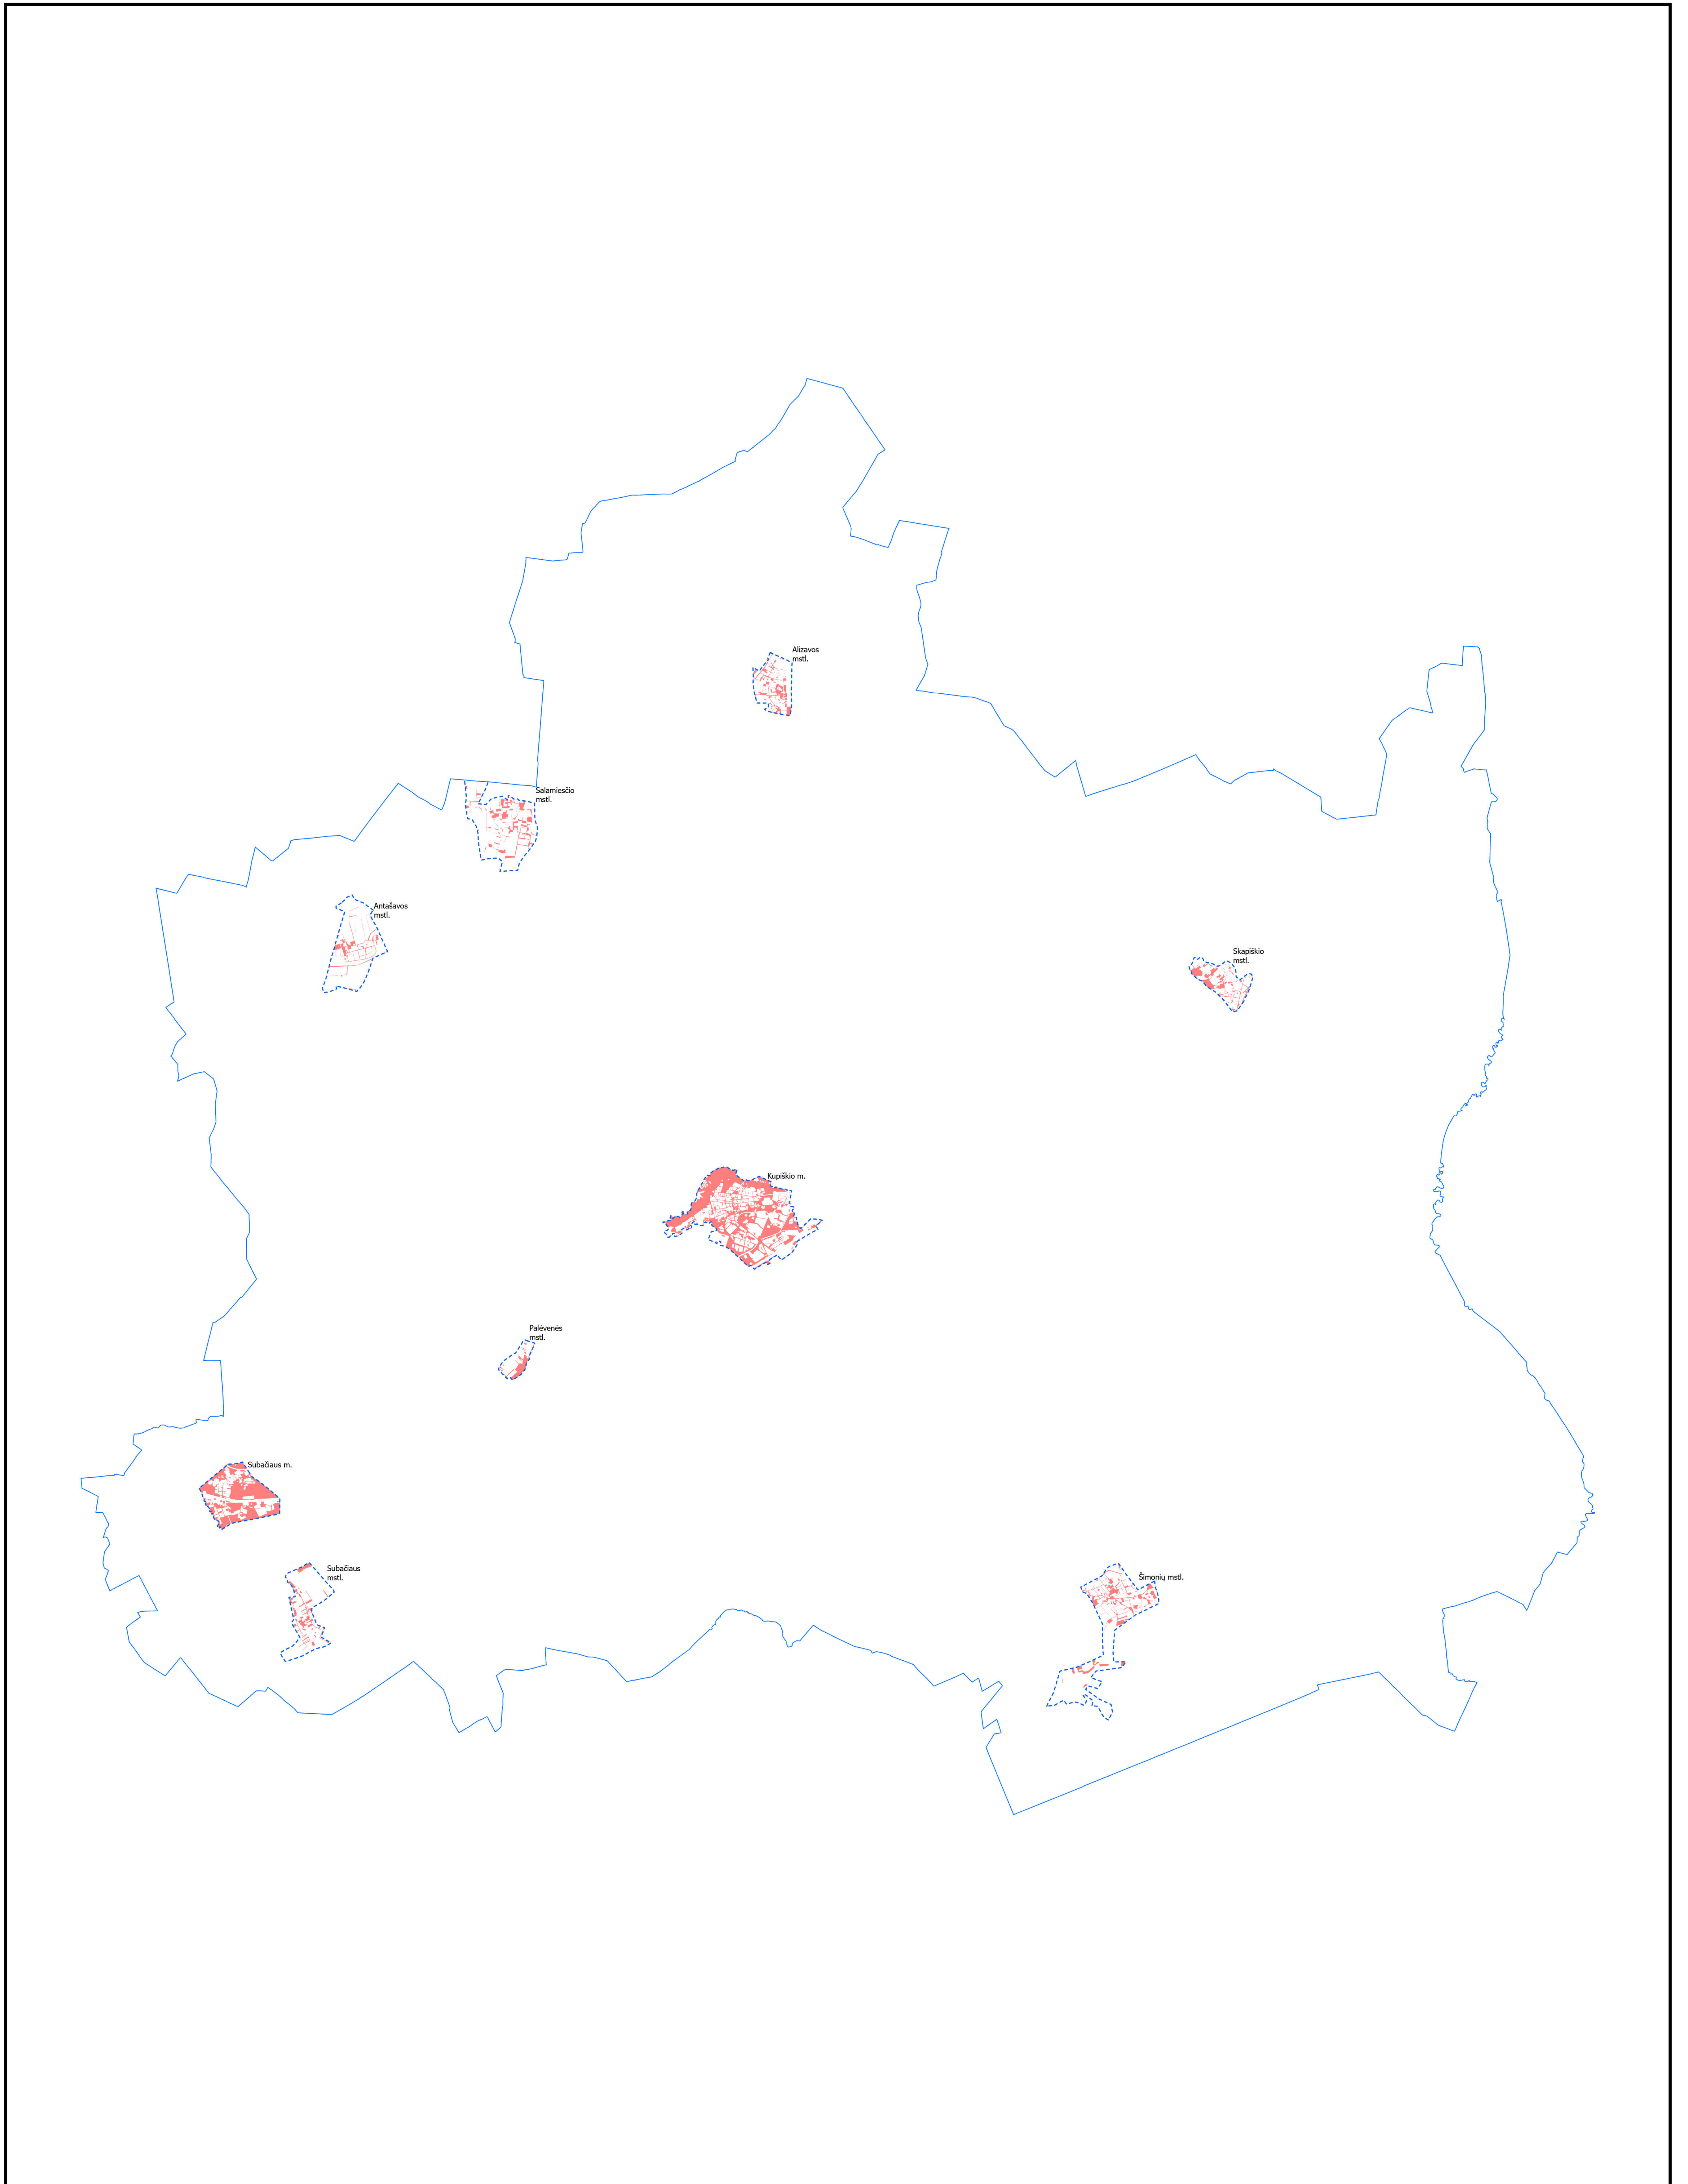 Alizavos
mstl.
Salamiesčio
mstl.
Antašavos
mstl.
Skapiškio
mstl.
Kupiškio m.
Palėvenės
mstl.
Subačiaus m.
Subačiaus
mstl.
Šimonių mstl.